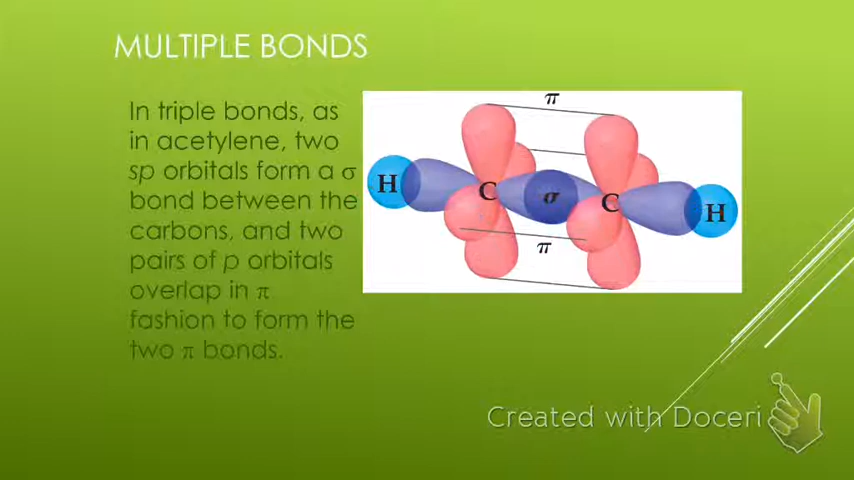 MULTIPLE BONDS
In triple bonds, as
in acetylene, two
sp orbitals form a σ
bond between the
carbons, and two
pairs of p orbitals
overlap in π
fashion to form the
two π bonds.
π
H
C
σ
C
H
π
Created with Doceri